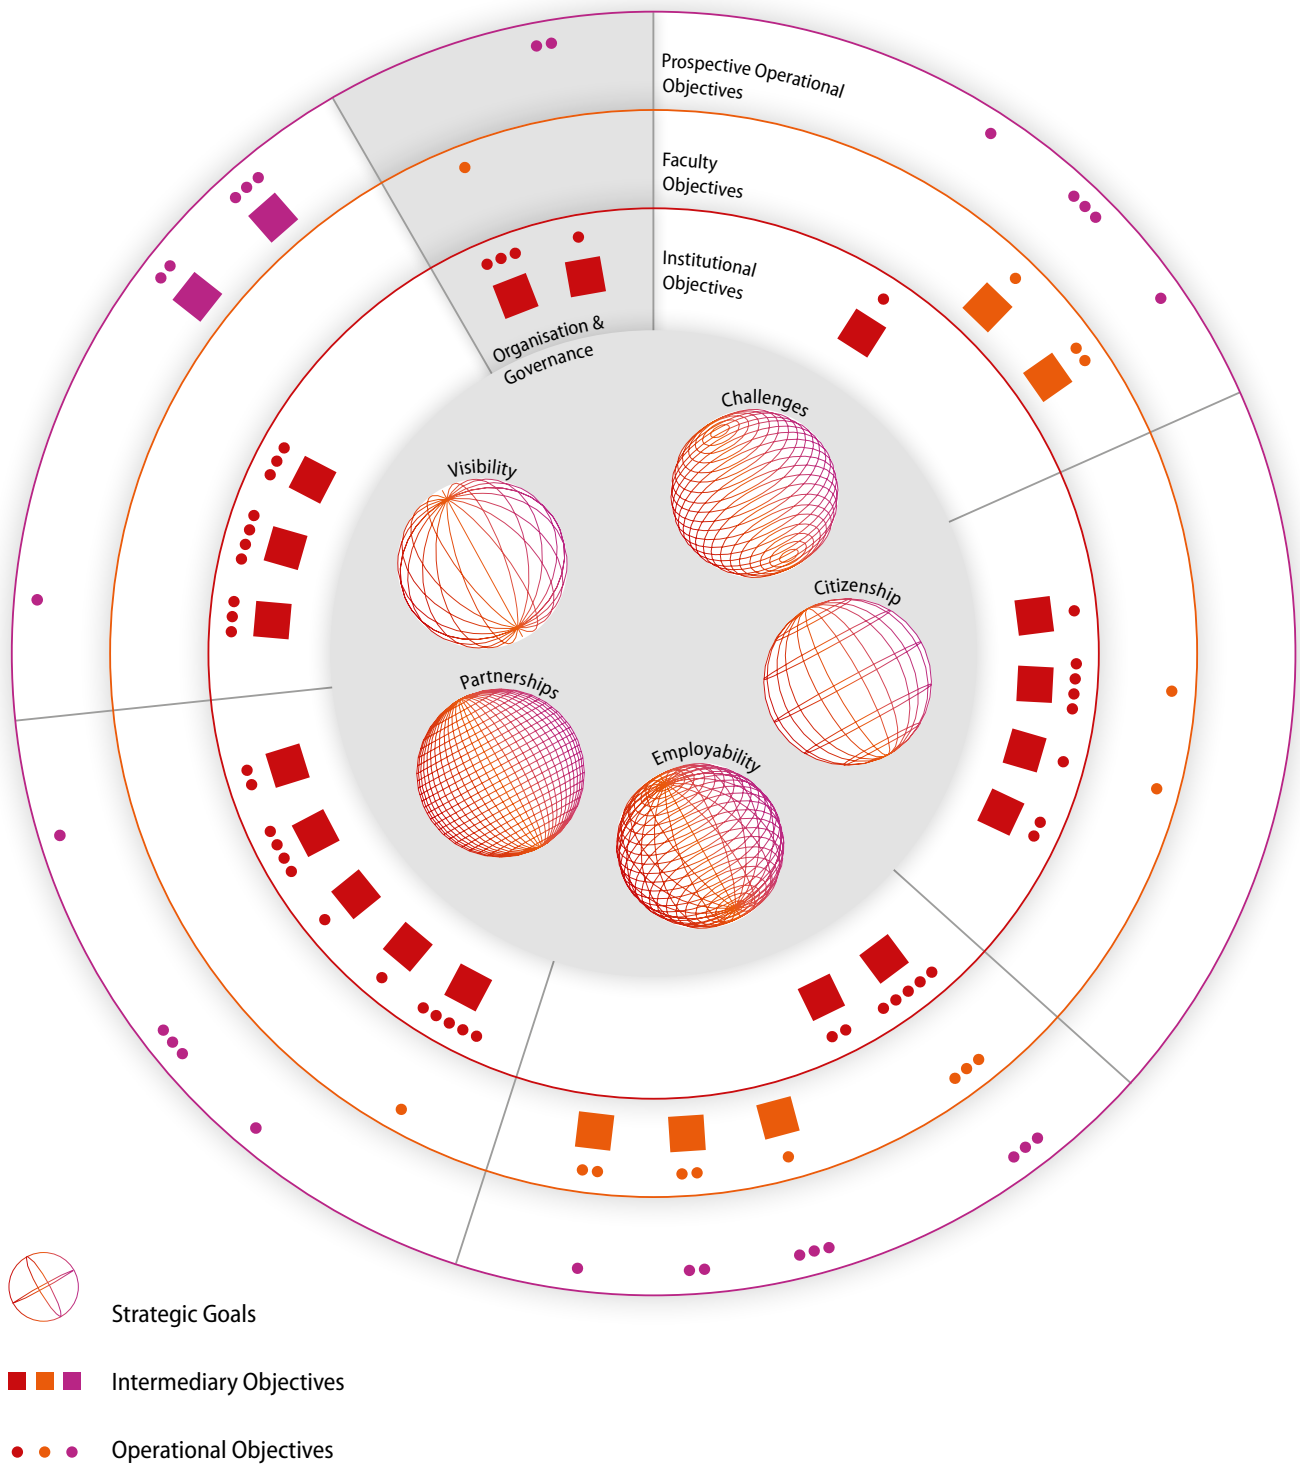 Prospective Operational
Objectives
Faculty
Objectives
Institutional
Objectives
Organisation &
Governance
Challenges
Visibility
Citizenship
Partnerships
Employability
Strategic Goals
Intermediary Objectives
Operational Objectives